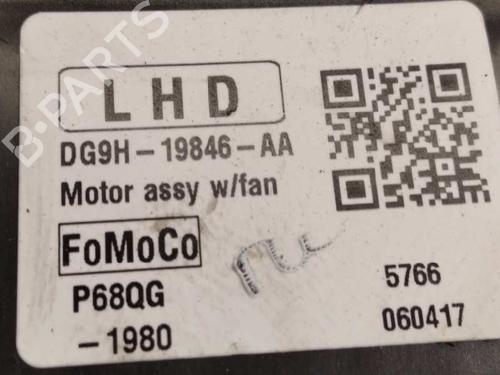 LHD
DG9H-19846-AA
Motor assy w/fan
FoMoCo
P68QG
-1980
5766
060417
B-PARTS